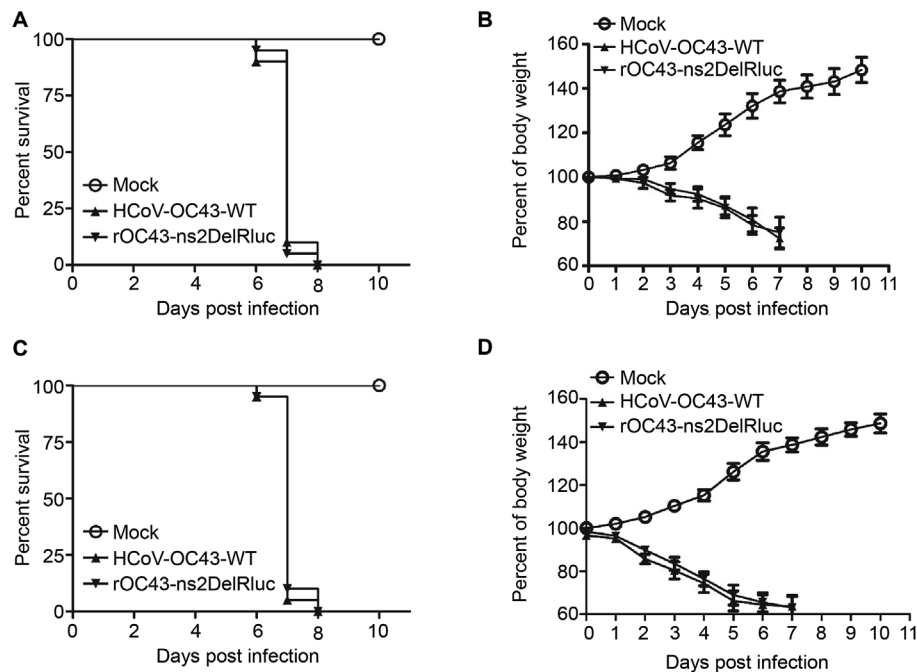 A
100
75
50
25
0
Percent survival
Mock
HCoV-OC43-WT
rOC43-ns2DelRluc
0 2 4 6 8 10
Days post infection
B
160
140
120
100
80
60
Percent of body weight
Mock
HCoV-OC43-WT
rOC43-ns2DelRluc
0 1 2 3 4 5 6 7 8 9 10 11
Days post infection
C
100
75
50
25
0
Percent survival
Mock
HCoV-OC43-WT
rOC43-ns2DelRluc
0 2 4 6 8 10
Days post infection
D
160
140
120
100
80
60
Percent of body weight
Mock
HCoV-OC43-WT
rOC43-ns2DelRluc
0 1 2 3 4 5 6 7 8 9 10 11
Days post infection